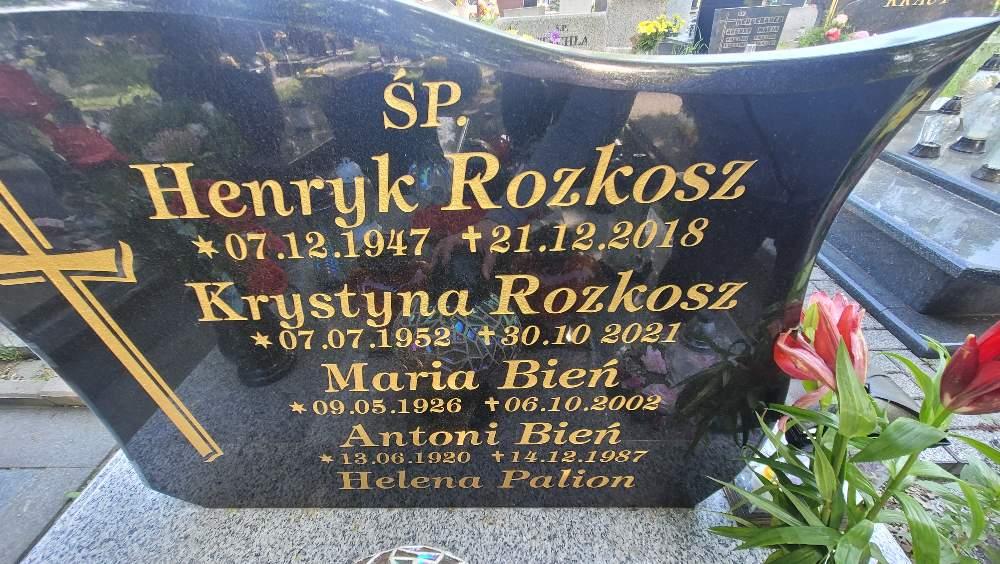 ŚP.
Henryk Rozkosz
* 07.12.1947 ✝ 21.12.2018
Krystyna Rozkosz
* 07.07.1952 ✝ 30.10 2021
Maria Bień
* 09.05.1926 ✝ 06.10.2002
Antoni Bień
* 13.06.1920 ✝ 14.12.1987
Helena Palion